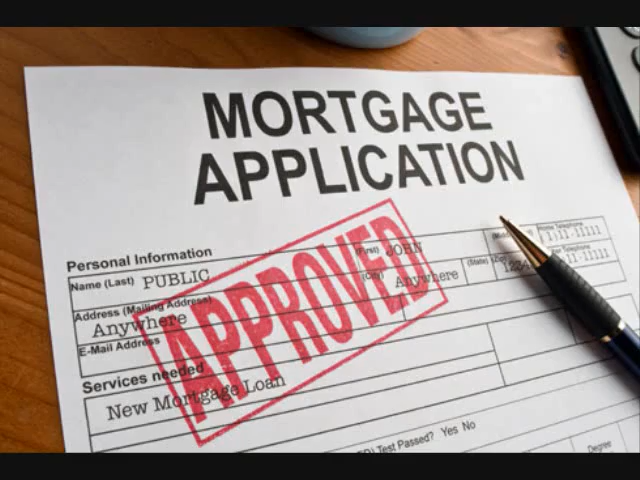 MORTGAGE
APPLICATION
Personal Information
Name (Last) PUBLIC (First) JOHN
Address (Mailing Address) (City) Anywhere (State) Zip
Anywhere
E-Mail Address
APPROVED
Services needed
New Mortgage Loan
Test Passed? Yes No
Degree